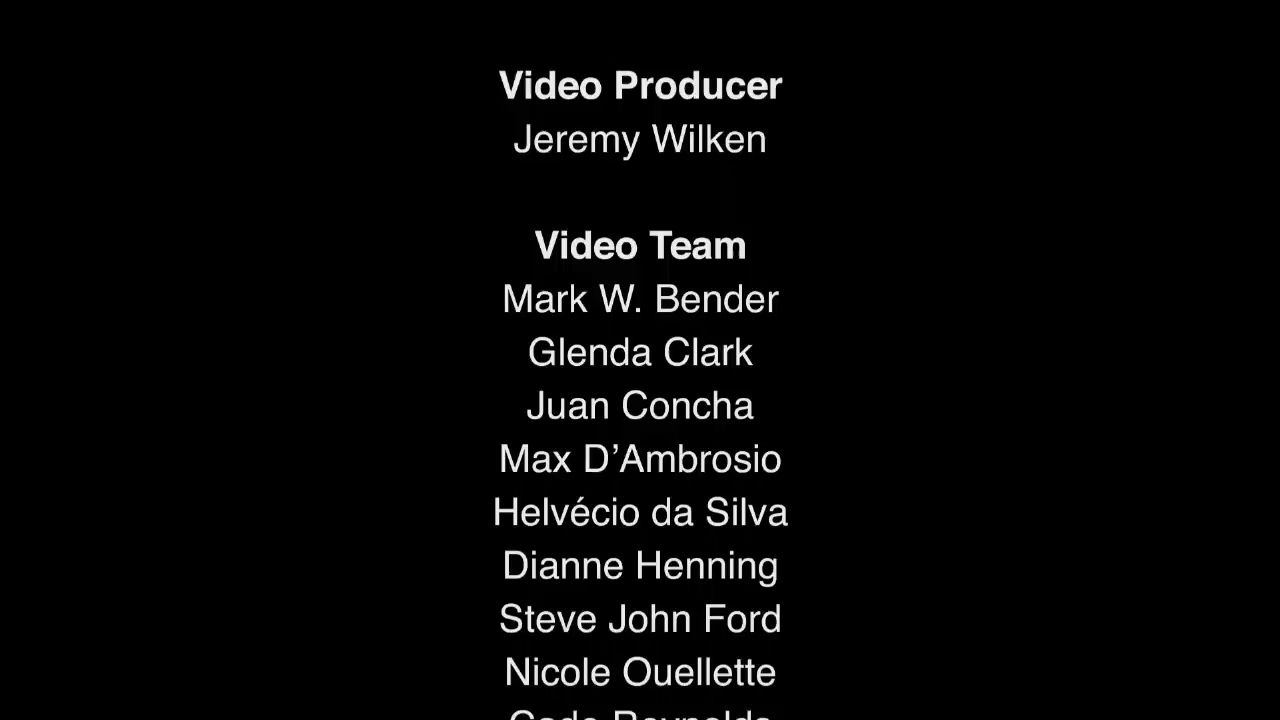 Video Producer
Jeremy Wilken
Video Team
Mark W. Bender
Glenda Clark
Juan Concha
Max D’Ambrosio
Helvécio da Silva
Dianne Henning
Steve John Ford
Nicole Ouellette